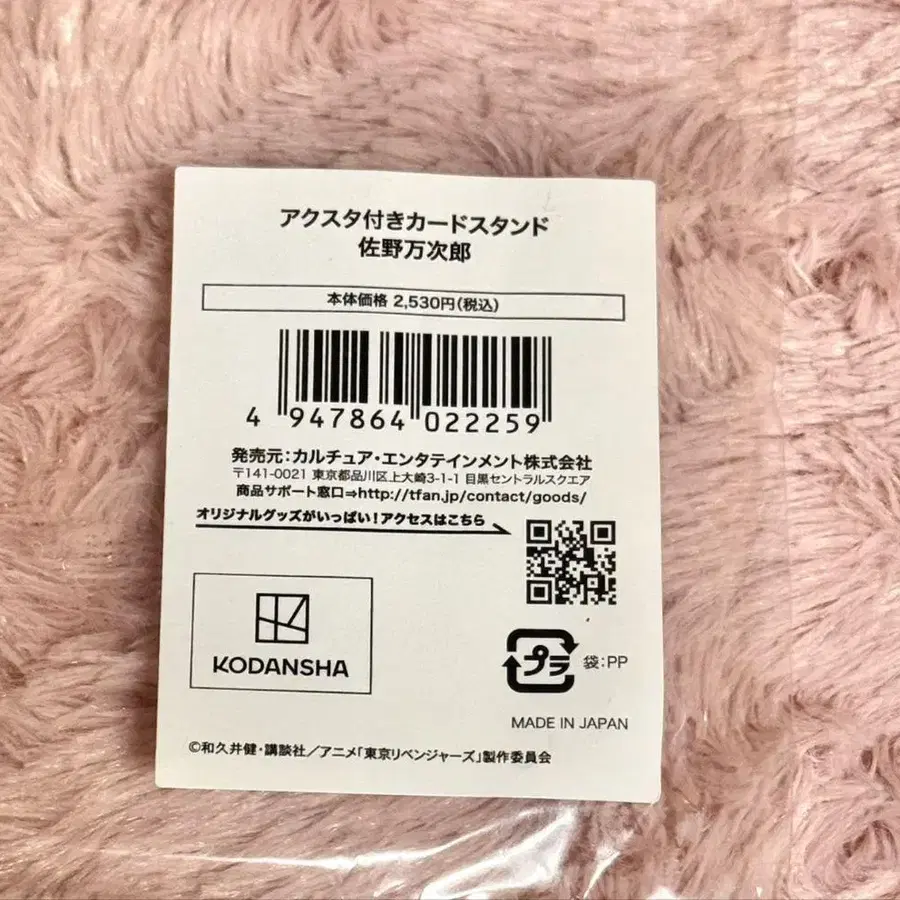 アクスタ付きカードスタンド
佐野万次郎
本体価格 2,530円(税込)
4 947864 022259
発売元:カルチュア・エンタテインメント株式会社
〒141-0021 東京都品川区上大崎3-1-1 目黒セントラルスクエア
商品サポート窓口⇒http://tfan.jp/contact/goods/
オリジナルグッズがいっぱい!アクセスはこちら
KODANSHA
プラ 袋:PP
MADE IN JAPAN
©和久井健・講談社/アニメ「東京リベンジャーズ」製作委員会